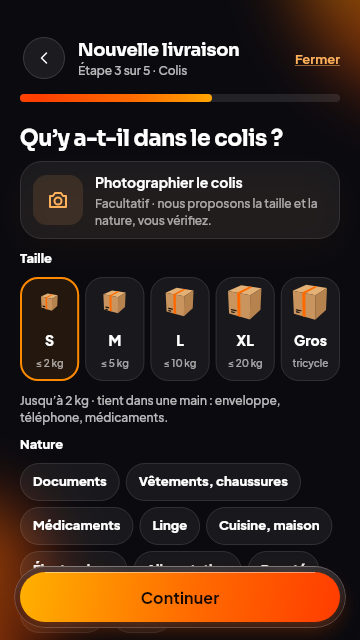 Nouvelle livraison
Étape 3 sur 5 · Colis
Fermer
Qu'y a-t-il dans le colis ?
Photographier le colis
Facultatif · nous proposons la taille et la
nature, vous vérifiez.
Taille
S
M
L
XL
Gros
≤ 2 kg
≤ 5 kg
≤ 10 kg
≤ 20 kg
tricycle
Jusqu'à 2 kg · tient dans une main : enveloppe,
téléphone, médicaments.
Nature
Documents
Vêtements, chaussures
Médicaments
Linge
Cuisine, maison
Continuer